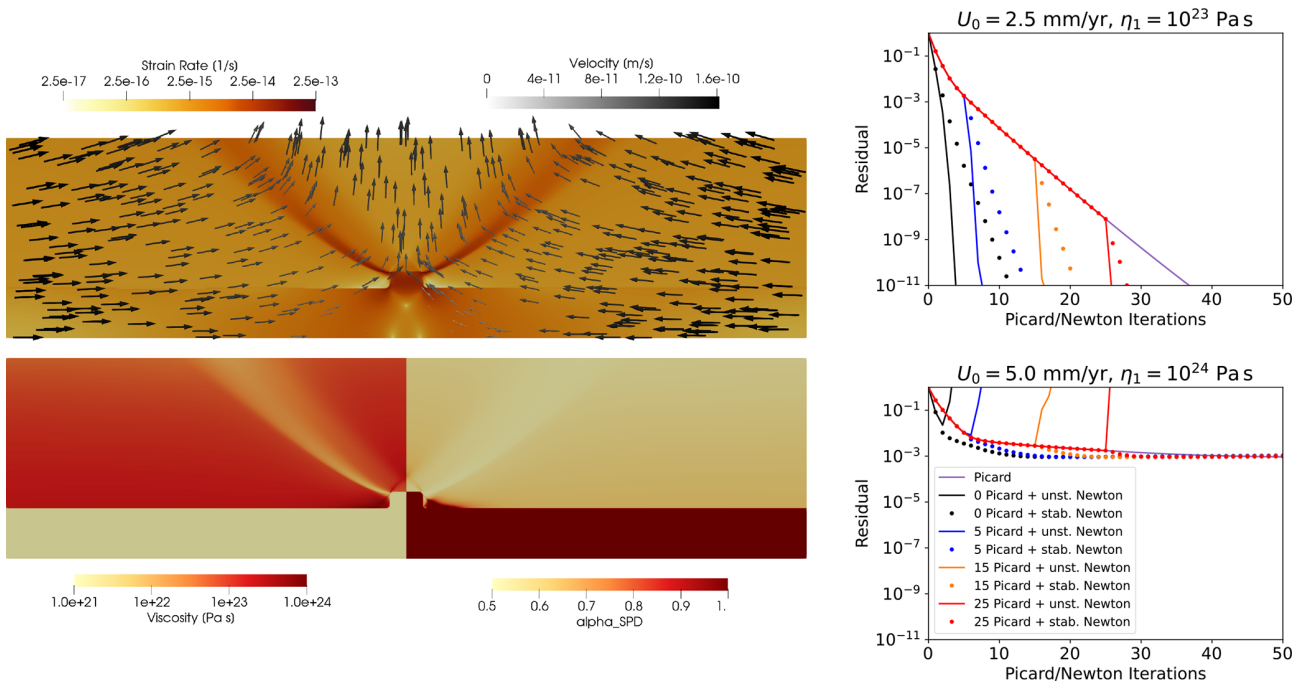 Strain Rate [1/s]
2.5e-17 2.5e-16 2.5e-15 2.5e-14 2.5e-13
Velocity [m/s]
0 4e-11 8e-11 1.2e-10 1.6e-10
1.0e+21 1e+22 1e+23 1.0e+24
Viscosity [Pa s]
0.5 0.6 0.7 0.8 0.9 1.
alpha_SPD
U₀ = 2.5 mm/yr, η₁ = 10²³ Pa s
Residual
10⁻¹
10⁻³
10⁻⁵
10⁻⁷
10⁻⁹
10⁻¹¹
0 10 20 30 40 50
Picard/Newton Iterations
U₀ = 5.0 mm/yr, η₁ = 10²⁴ Pa s
Residual
10⁻¹
10⁻³
10⁻⁵
10⁻⁷
10⁻⁹
10⁻¹¹
Picard
0 Picard + unst. Newton
0 Picard + stab. Newton
5 Picard + unst. Newton
5 Picard + stab. Newton
15 Picard + unst. Newton
15 Picard + stab. Newton
25 Picard + unst. Newton
25 Picard + stab. Newton
0 10 20 30 40 50
Picard/Newton Iterations